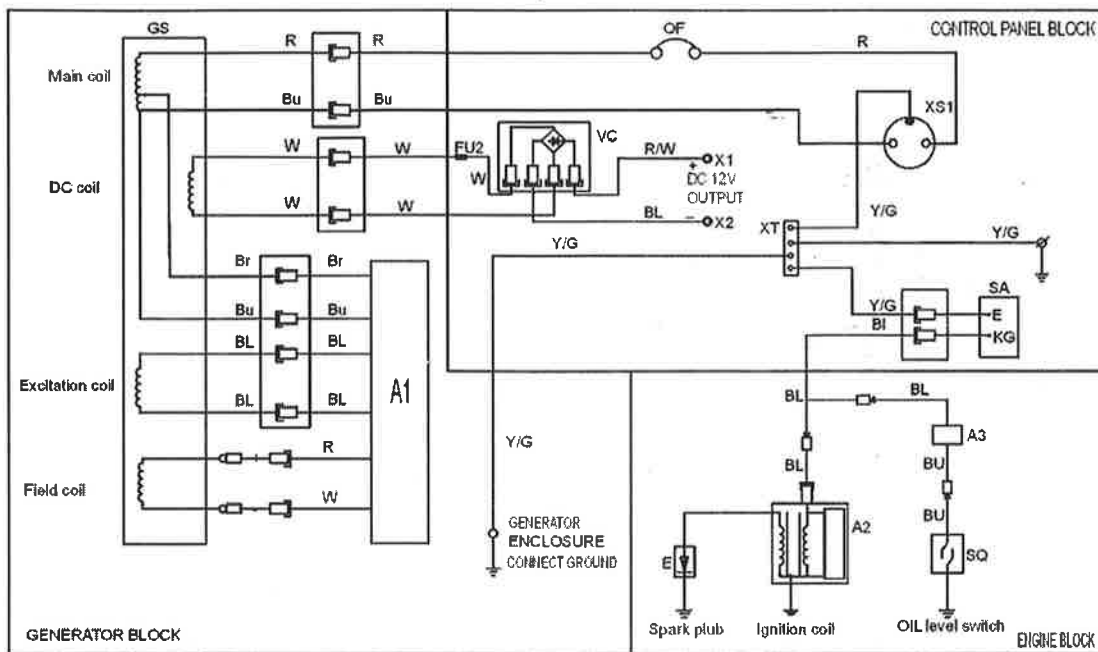 GS
QF
CONTROL PANEL BLOCK
R
R
R
Main coil
Bu
Bu
XS1
VC
W
W
FU2
R/W
X1
W
+
DC 12V
OUTPUT
DC coil
W
W
BL
–
X2
XT
Y/G
Y/G
Y/G
Br
Br
SA
Bu
Bu
Y/G
E
BL
BL
BI
KG
Excitation coil
A1
BL
BL
BL
BL
Y/G
A3
R
BL
BU
Field coil
W
GENERATOR
ENCLOSURE
CONNECT GROUND
A2
BU
E
SQ
Spark plub
Ignition coil
OIL level switch
GENERATOR BLOCK
ENGINE BLOCK